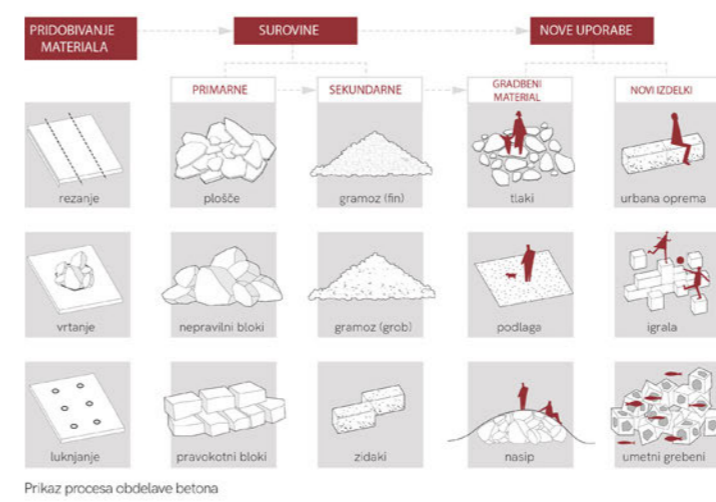 PRIDOBIVANJE
MATERIALA
SUROVINE
NOVE UPORABE
PRIMARNE
SEKUNDARNE
GRADBENI
MATERIAL
NOVI IZDELKI
rezanje
plošče
gramoz (fin)
tlaki
urbana oprema
vrtanje
nepravilni bloki
gramoz (grob)
podlaga
igrala
luknjanje
pravokotni bloki
zidaki
nasip
umetni grebeni
Prikaz procesa obdelave betona